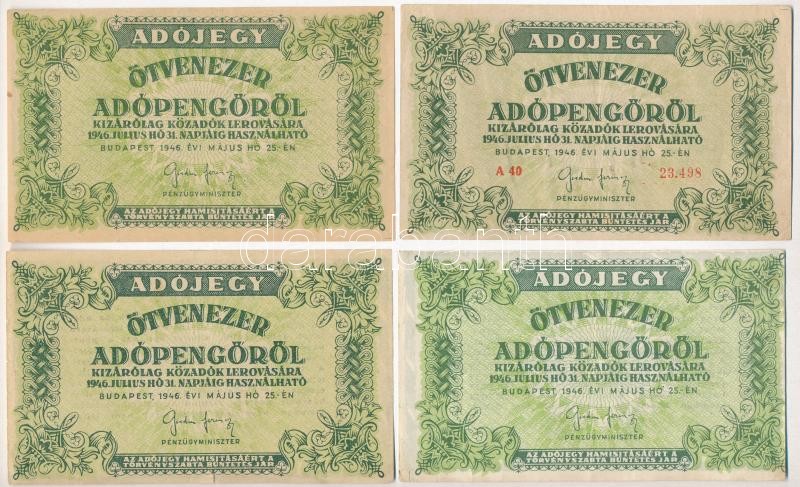 ADÓJEGY
ÖTVENEZER
ADÓPENGŐRŐL
KIZÁRÓLAG KÖZADÓK LEROVÁSÁRA
1946. JULIUS HÓ 31. NAPJÁIG HASZNÁLHATÓ
BUDAPEST, 1946. ÉVI MÁJUS HÓ 25.-ÉN
PÉNZÜGYMINISZTER
AZ ADÓJEGY HAMISITÁSÁÉRT A
TÖRVÉNYSZABTA BÜNTETÉS JÁR
ADÓJEGY
ÖTVENEZER
ADÓPENGŐRŐL
KIZÁRÓLAG KÖZADÓK LEROVÁSÁRA
1946. JULIUS HÓ 31. NAPJÁIG HASZNÁLHATÓ
BUDAPEST, 1946. ÉVI MÁJUS HÓ 25.-ÉN
A 40 23.498
PÉNZÜGYMINISZTER
AZ ADÓJEGY HAMISITÁSÁÉRT A
TÖRVÉNYSZABTA BÜNTETÉS JÁR
darabanth
ADÓJEGY
ÖTVENEZER
ADÓPENGŐRŐL
KIZÁRÓLAG KÖZADÓK LEROVÁSÁRA
1946. JULIUS HÓ 31. NAPJÁIG HASZNÁLHATÓ
BUDAPEST, 1946. ÉVI MÁJUS HÓ 25.-ÉN
PÉNZÜGYMINISZTER
AZ ADÓJEGY HAMISITÁSÁÉRT A
TÖRVÉNYSZABTA BÜNTETÉS JÁR
ADÓJEGY
ÖTVENEZER
ADÓPENGŐRŐL
KIZÁRÓLAG KÖZADÓK LEROVÁSÁRA
1946. JULIUS HÓ 31. NAPJÁIG HASZNÁLHATÓ
BUDAPEST, 1946. ÉVI MÁJUS HÓ 25.-ÉN
PÉNZÜGYMINISZTER
AZ ADÓJEGY HAMISITÁSÁÉRT A
TÖRVÉNYSZABTA BÜNTETÉS JÁR